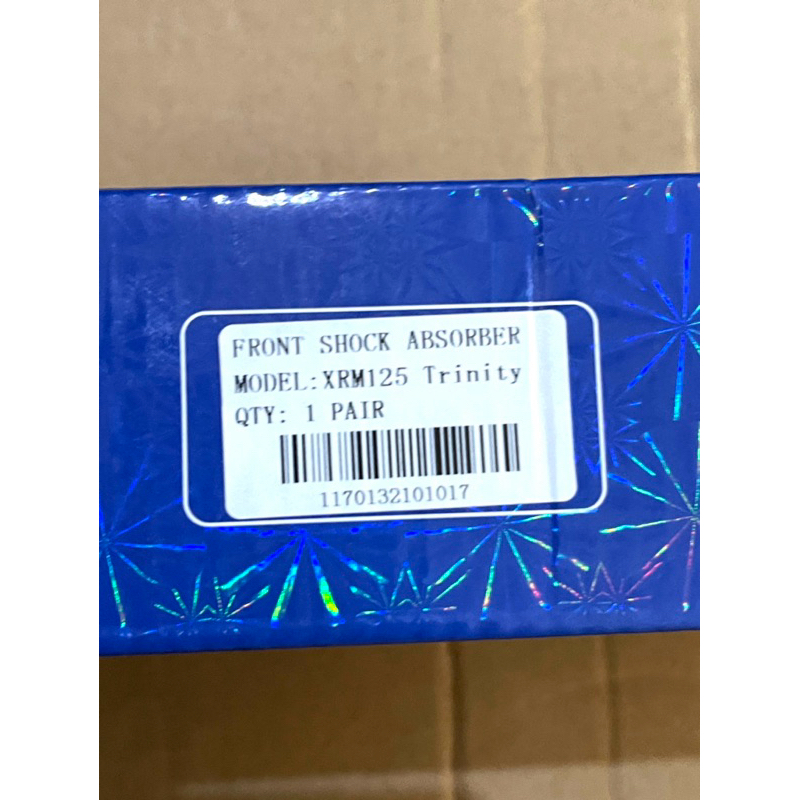 FRONT SHOCK ABSORBER
MODEL:XRM125 Trinity
QTY: 1 PAIR
1170132101017